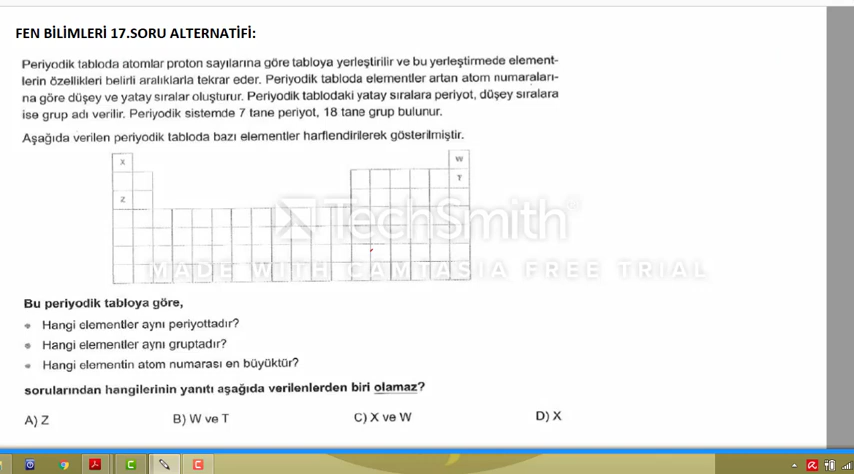 FEN BİLİMLERİ 17.SORU ALTERNATİFİ:
Periyodik tabloda atomlar proton sayılarına göre tabloya yerleştirilir ve bu yerleştirmede element-
lerin özellikleri belirli aralıklarla tekrar eder. Periyodik tabloda elementler artan atom numaraları-
na göre düşey ve yatay sıralar oluşturur. Periyodik tablodaki yatay sıralara periyot, düşey sıralara
ise grup adı verilir. Periyodik sistemde 7 tane periyot, 18 tane grup bulunur.
Aşağıda verilen periyodik tabloda bazı elementler harflendirilerek gösterilmiştir.
X
W
T
Z
TechSmith®
MADE WITH CAMTASIA FREE TRIAL
Bu periyodik tabloya göre,
• Hangi elementler aynı periyottadır?
• Hangi elementler aynı gruptadır?
• Hangi elementin atom numarası en büyüktür?
sorularından hangilerinin yanıtı aşağıda verilenlerden biri olamaz?
A) Z B) W ve T C) X ve W D) X